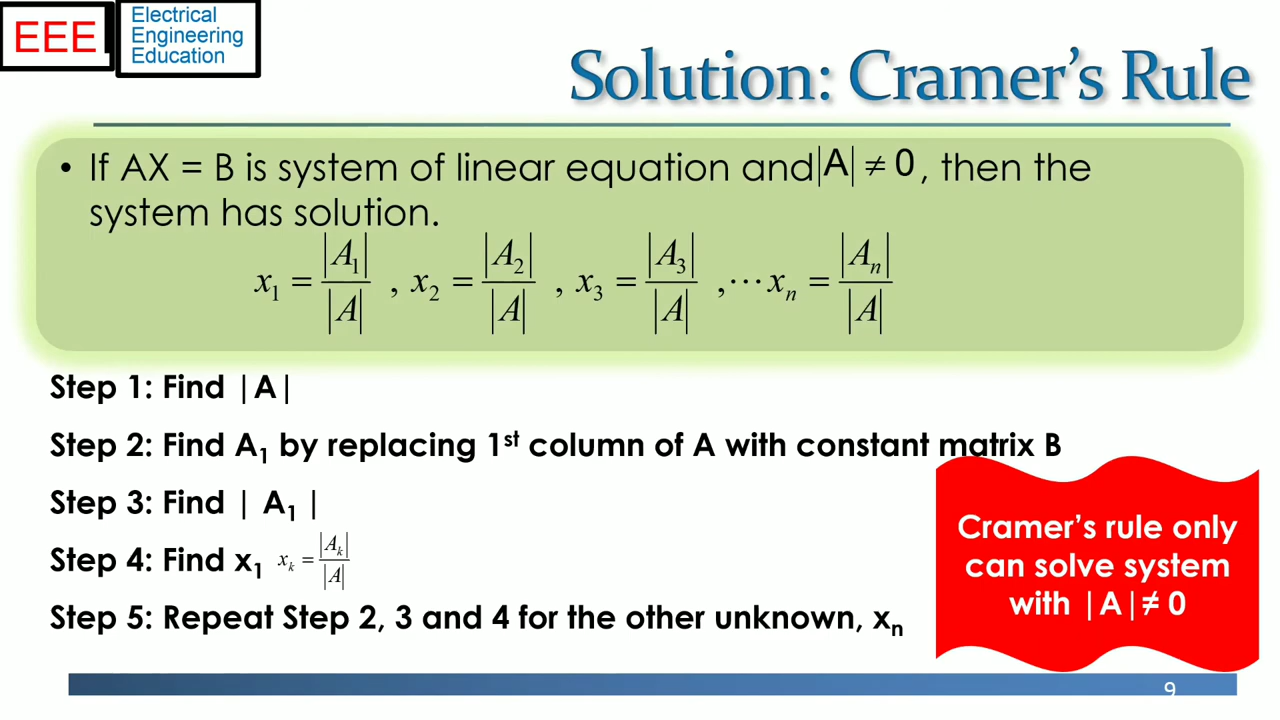 EEE
Electrical
Engineering
Education
Solution: Cramer's Rule
• If AX = B is system of linear equation and |A| ≠ 0, then the
system has solution.
x₁ = |A₁| / |A| , x₂ = |A₂| / |A| , x₃ = |A₃| / |A| ,⋯ xₙ = |Aₙ| / |A|
Step 1: Find |A|
Step 2: Find A₁ by replacing 1ˢᵗ column of A with constant matrix B
Step 3: Find | A₁ |
Step 4: Find x₁ xₖ = |Aₖ| / |A|
Step 5: Repeat Step 2, 3 and 4 for the other unknown, xₙ
Cramer's rule only
can solve system
with |A|≠ 0
9